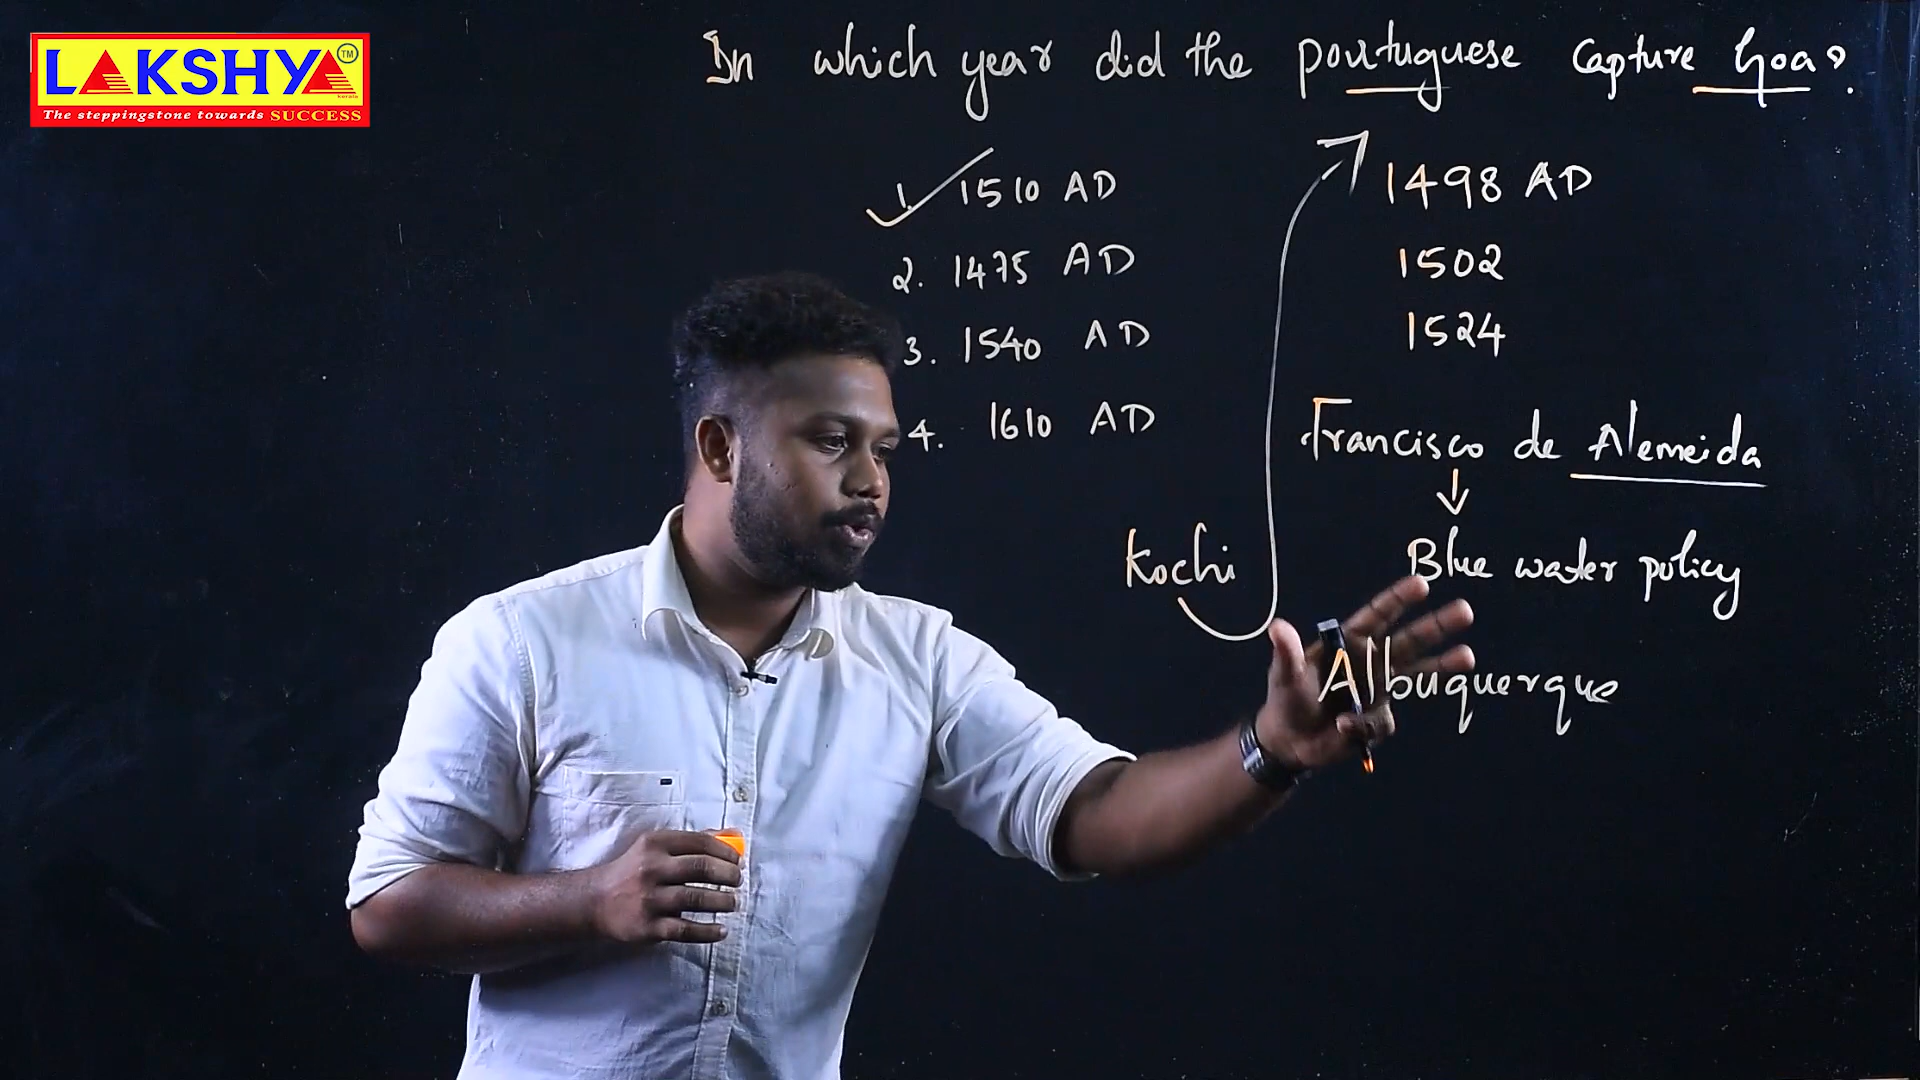 LAKSHYA TM
kerala
The steppingstone towards SUCCESS
In which year did the portuguese capture Goa?
1. 1510 AD
2. 1475 AD
3. 1540 AD
4. 1610 AD
1498 AD
1502
1524
Francisco de Alemeida
Blue water policy
Kochi
Albuquerque